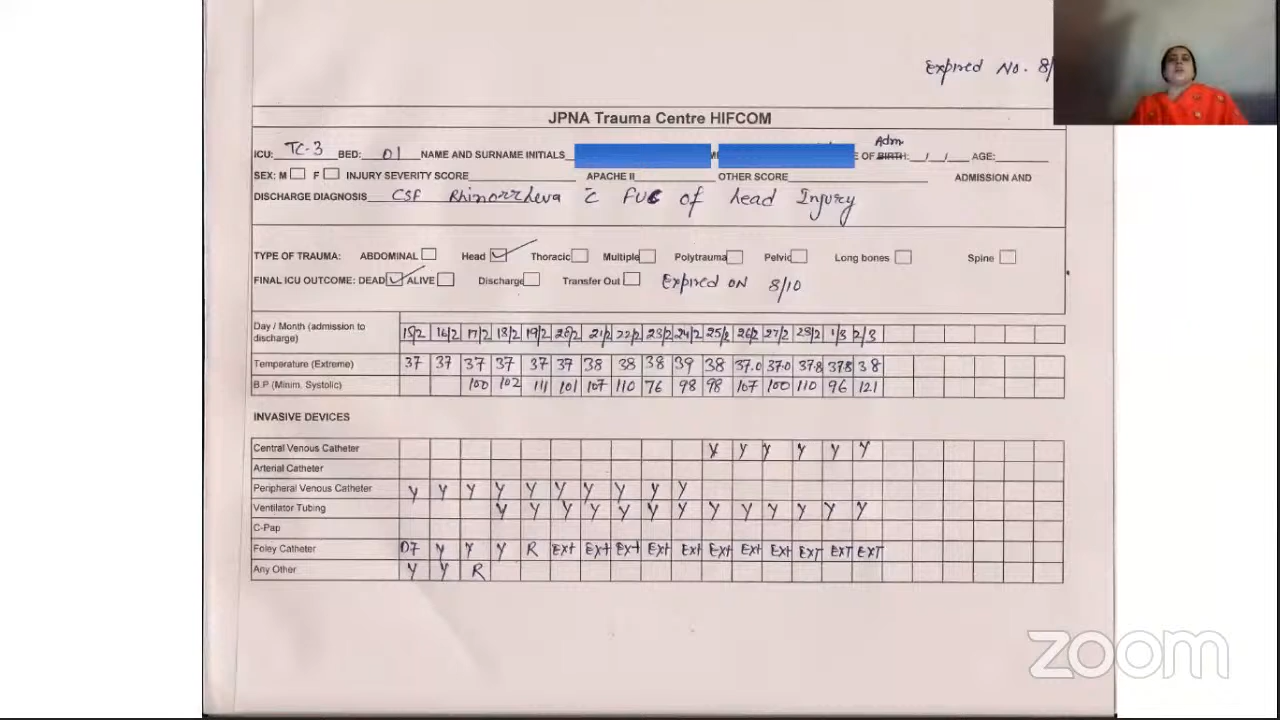 Expired No. 8/
JPNA Trauma Centre HIFCOM
ICU: TC-3 BED: 01 NAME AND SURNAME INITIALS OF BIRTH: Adm _/_/_ AGE:
SEX: M F INJURY SEVERITY SCORE APACHE II OTHER SCORE ADMISSION AND
DISCHARGE DIAGNOSIS CSF Rhinorrheva c̄ FUC of head Injury
TYPE OF TRAUMA: ABDOMINAL Head Thoracic Multiple Polytrauma Pelvic Long bones Spine
FINAL ICU OUTCOME: DEAD ALIVE Discharge Transfer Out Expired ON 8/10
Day / Month (admission to discharge) 15/2 16/2 17/2 18/2 19/2 20/2 21/2 22/2 23/2 24/2 25/2 26/2 27/2 28/2 1/3 2/3
Temperature (Extreme) 37 37 37 37 37 37 38 38 38 39 38 37.0 37.0 37.8 37.8 38
B.P (Minim. Systolic) 100 102 111 101 107 110 76 98 98 107 100 110 96 121
INVASIVE DEVICES
Central Venous Catheter Y Y Y Y Y Y
Arterial Catheter
Peripheral Venous Catheter Y Y Y Y Y Y Y Y Y Y
Ventilator Tubing Y Y Y Y Y Y Y Y Y Y Y Y Y
C-Pap
Foley Catheter 07 Y Y Y R Ext Ext Ext Ext Ext Ext Ext Ext EXT EXT EXT
Any Other Y Y R
zoom